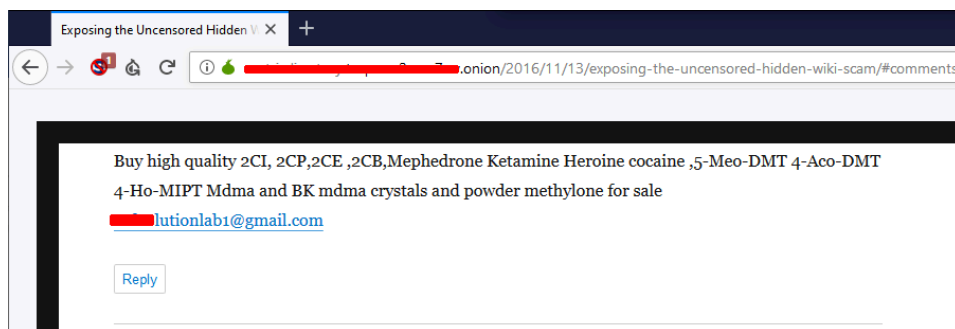 Exposing the Uncensored Hidden W
1
.onion/2016/11/13/exposing-the-uncensored-hidden-wiki-scam/#comments
Buy high quality 2CI, 2CP,2CE ,2CB,Mephedrone Ketamine Heroine cocaine ,5-Meo-DMT 4-Aco-DMT
4-Ho-MIPT Mdma and BK mdma crystals and powder methylone for sale
lutionlab1@gmail.com
Reply